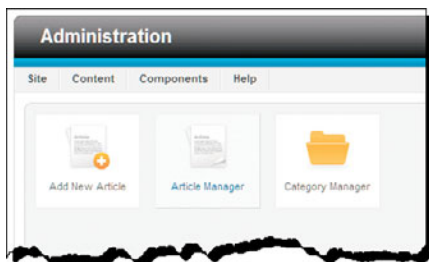 Administration
Site Content Components Help
Add New Article Article Manager Category Manager